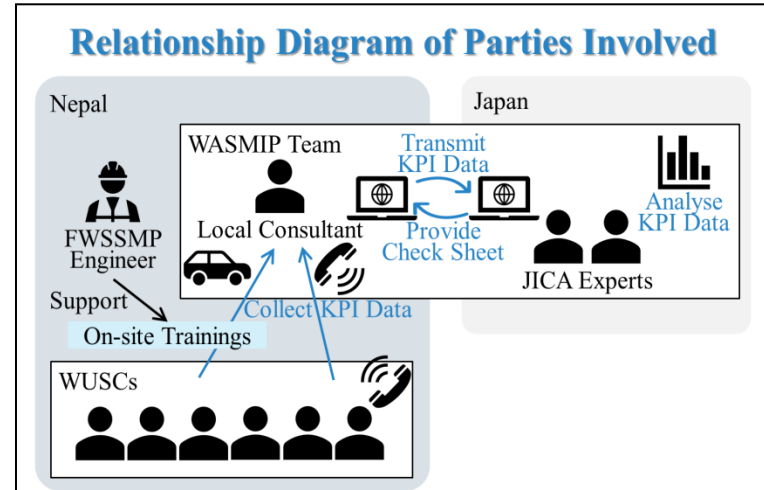 Relationship Diagram of Parties Involved
Nepal
Japan
WASMIP Team
Transmit
KPI Data
Analyse
KPI Data
Local Consultant
Provide
Check Sheet
JICA Experts
FWSSMP
Engineer
Support
Collect KPI Data
On-site Trainings
WUSCs